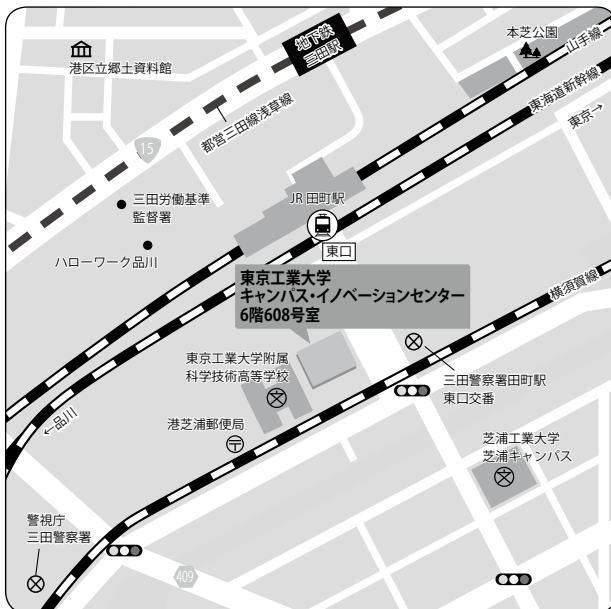 本芝公園
地下鉄
三田駅
山手線
港区立郷土資料館
東海道新幹線
東京→
都営三田線浅草線
15
三田労働基準
監督署
JR 田町駅
東口
ハローワーク品川
横須賀線
東京工業大学
キャンパス・イノベーションセンター
6階608号室
東京工業大学附属
科学技術高等学校
三田警察署田町駅
東口交番
←品川
港芝浦郵便局
芝浦工業大学
芝浦キャンパス
警視庁
三田警察署
409